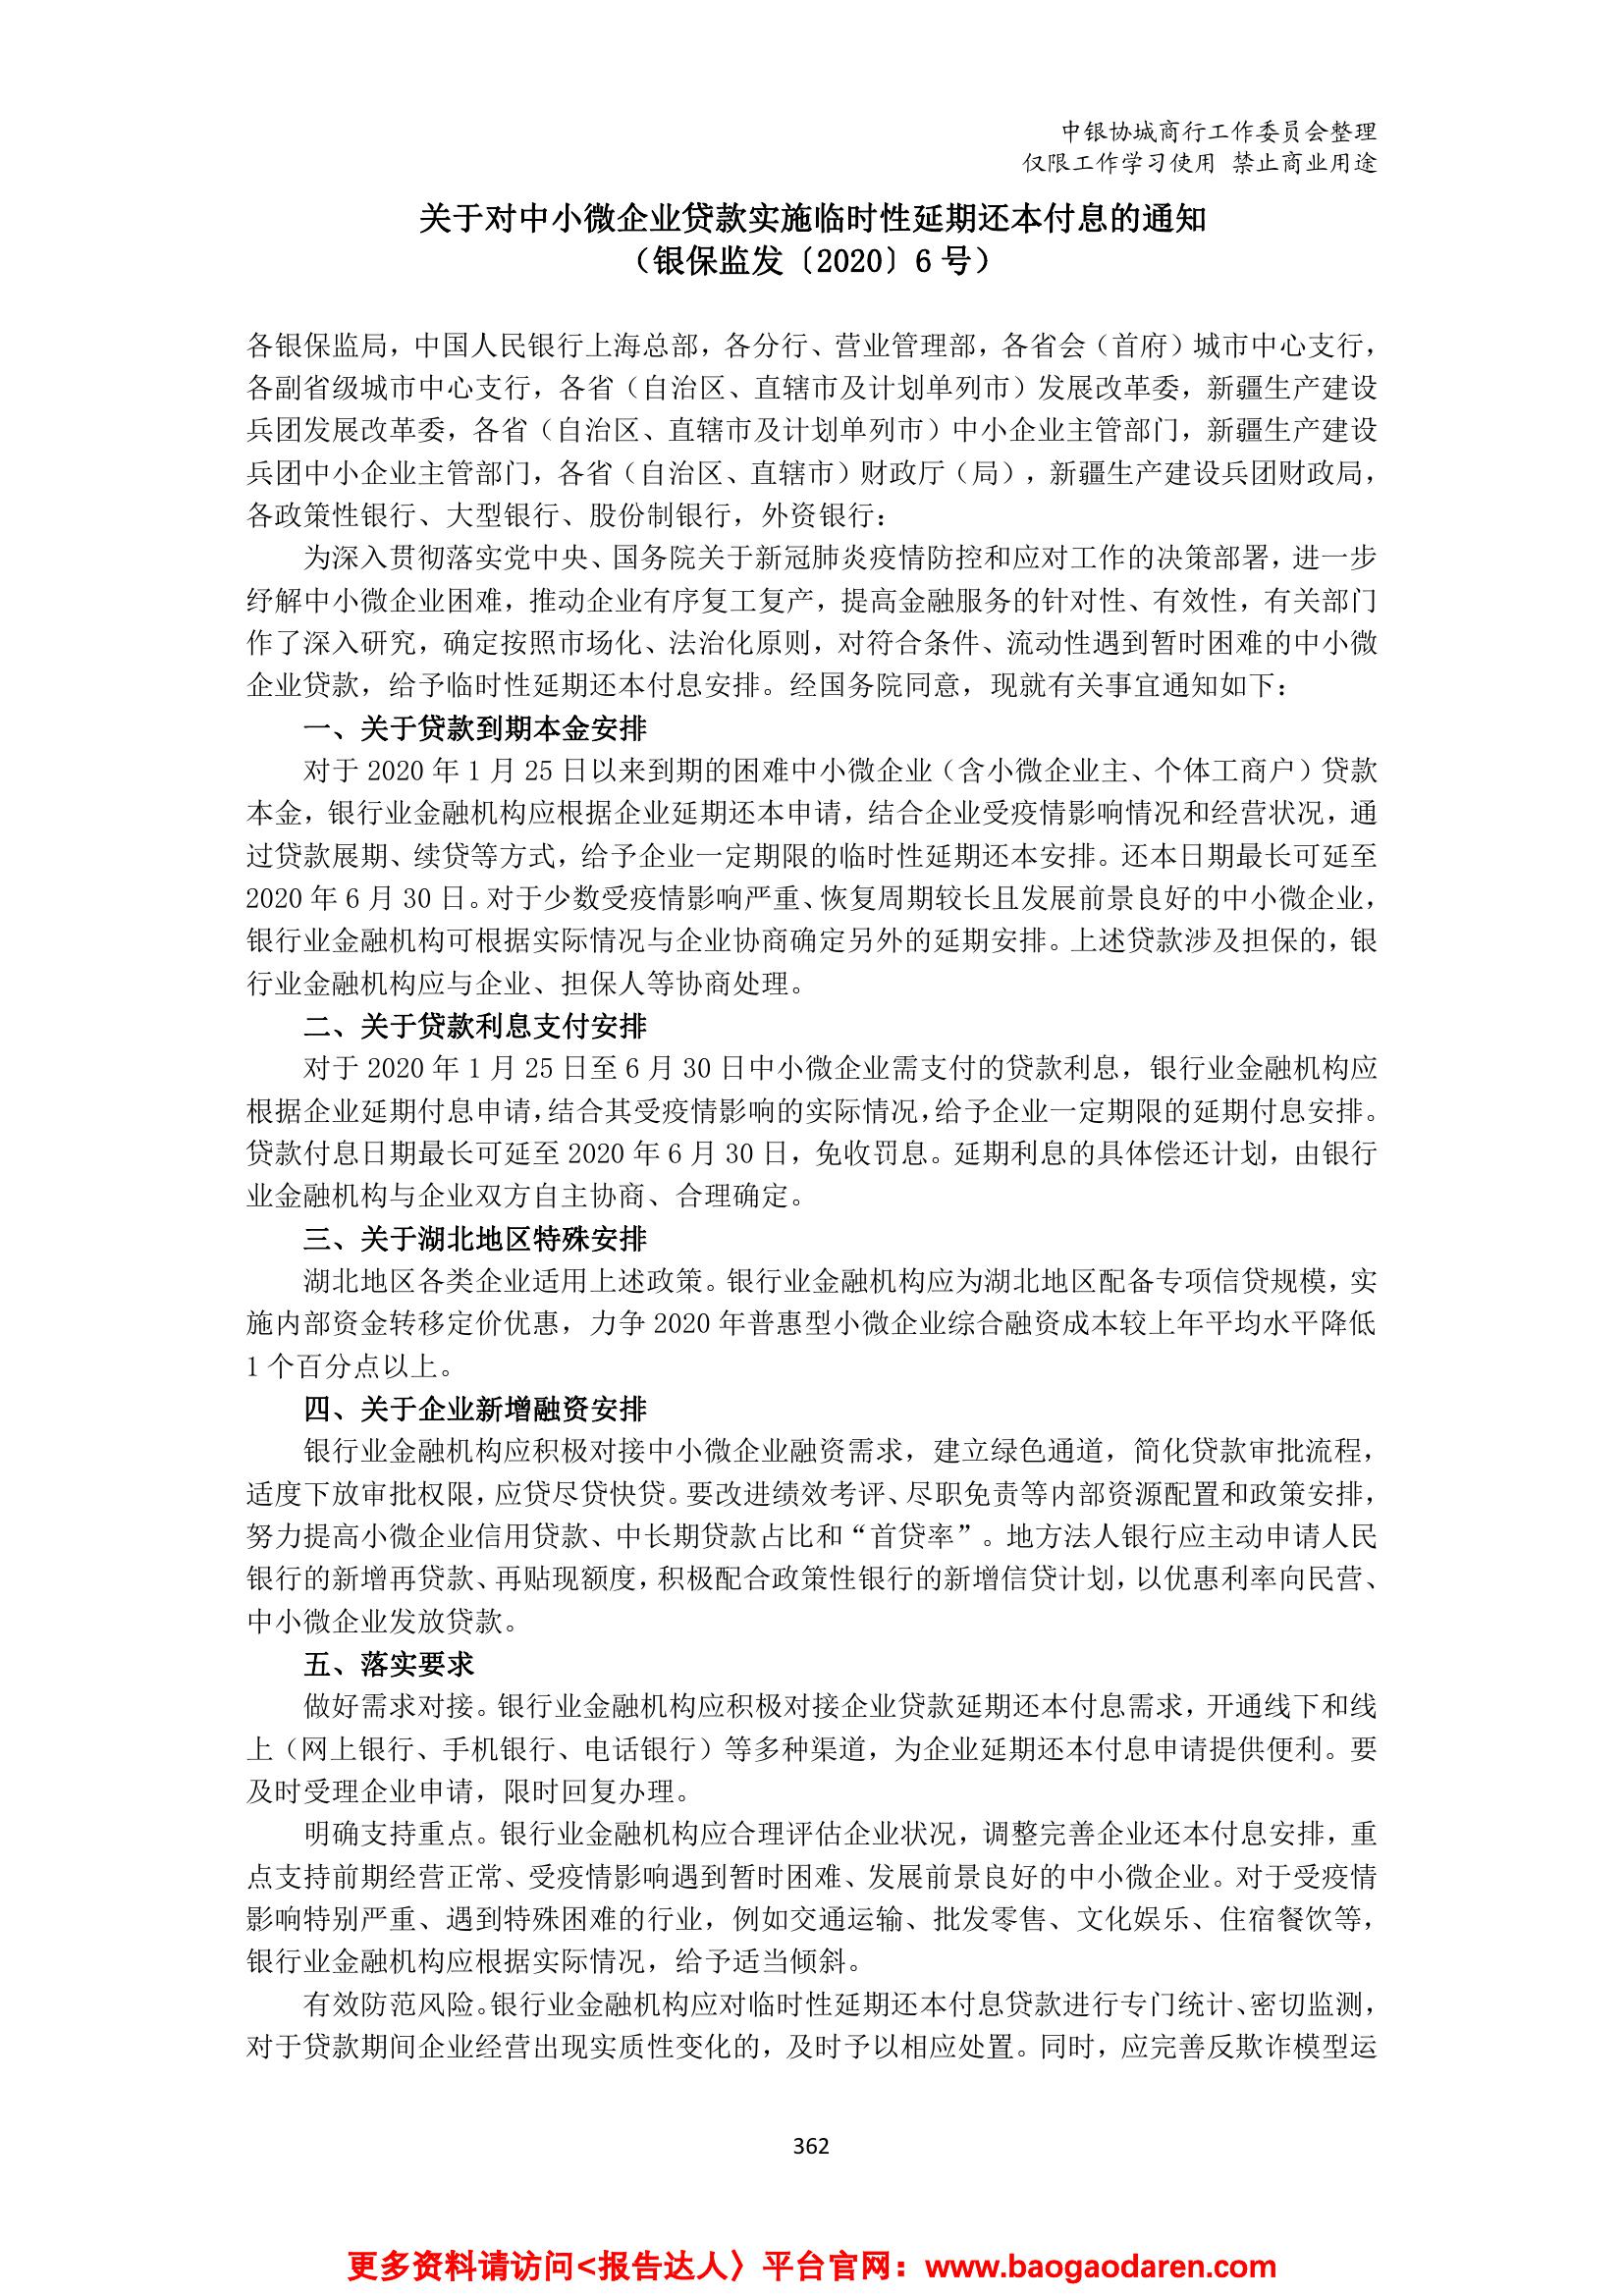 中银协城商行工作委员会整理
仅限工作学习使用 禁止商业用途
关于对中小微企业贷款实施临时性延期还本付息的通知
（银保监发〔2020〕6 号）
各银保监局，中国人民银行上海总部，各分行、营业管理部，各省会（首府）城市中心支行，
各副省级城市中心支行，各省（自治区、直辖市及计划单列市）发展改革委，新疆生产建设
兵团发展改革委，各省（自治区、直辖市及计划单列市）中小企业主管部门，新疆生产建设
兵团中小企业主管部门，各省（自治区、直辖市）财政厅（局），新疆生产建设兵团财政局，
各政策性银行、大型银行、股份制银行，外资银行：
为深入贯彻落实党中央、国务院关于新冠肺炎疫情防控和应对工作的决策部署，进一步
纾解中小微企业困难，推动企业有序复工复产，提高金融服务的针对性、有效性，有关部门
作了深入研究，确定按照市场化、法治化原则，对符合条件、流动性遇到暂时困难的中小微
企业贷款，给予临时性延期还本付息安排。经国务院同意，现就有关事宜通知如下：
一、关于贷款到期本金安排
对于 2020 年 1 月 25 日以来到期的困难中小微企业（含小微企业主、个体工商户）贷款
本金，银行业金融机构应根据企业延期还本申请，结合企业受疫情影响情况和经营状况，通
过贷款展期、续贷等方式，给予企业一定期限的临时性延期还本安排。还本日期最长可延至
2020 年 6 月 30 日。对于少数受疫情影响严重、恢复周期较长且发展前景良好的中小微企业，
银行业金融机构可根据实际情况与企业协商确定另外的延期安排。上述贷款涉及担保的，银
行业金融机构应与企业、担保人等协商处理。
二、关于贷款利息支付安排
对于 2020 年 1 月 25 日至 6 月 30 日中小微企业需支付的贷款利息，银行业金融机构应
根据企业延期付息申请，结合其受疫情影响的实际情况，给予企业一定期限的延期付息安排。
贷款付息日期最长可延至 2020 年 6 月 30 日，免收罚息。延期利息的具体偿还计划，由银行
业金融机构与企业双方自主协商、合理确定。
三、关于湖北地区特殊安排
湖北地区各类企业适用上述政策。银行业金融机构应为湖北地区配备专项信贷规模，实
施内部资金转移定价优惠，力争 2020 年普惠型小微企业综合融资成本较上年平均水平降低
1 个百分点以上。
四、关于企业新增融资安排
银行业金融机构应积极对接中小微企业融资需求，建立绿色通道，简化贷款审批流程，
适度下放审批权限，应贷尽贷快贷。要改进绩效考评、尽职免责等内部资源配置和政策安排，
努力提高小微企业信用贷款、中长期贷款占比和“首贷率”。地方法人银行应主动申请人民
银行的新增再贷款、再贴现额度，积极配合政策性银行的新增信贷计划，以优惠利率向民营、
中小微企业发放贷款。
五、落实要求
做好需求对接。银行业金融机构应积极对接企业贷款延期还本付息需求，开通线下和线
上（网上银行、手机银行、电话银行）等多种渠道，为企业延期还本付息申请提供便利。要
及时受理企业申请，限时回复办理。
明确支持重点。银行业金融机构应合理评估企业状况，调整完善企业还本付息安排，重
点支持前期经营正常、受疫情影响遇到暂时困难、发展前景良好的中小微企业。对于受疫情
影响特别严重、遇到特殊困难的行业，例如交通运输、批发零售、文化娱乐、住宿餐饮等，
银行业金融机构应根据实际情况，给予适当倾斜。
有效防范风险。银行业金融机构应对临时性延期还本付息贷款进行专门统计、密切监测，
对于贷款期间企业经营出现实质性变化的，及时予以相应处置。同时，应完善反欺诈模型运
362
更多资料请访问<报告达人〉平台官网：www.baogaodaren.com